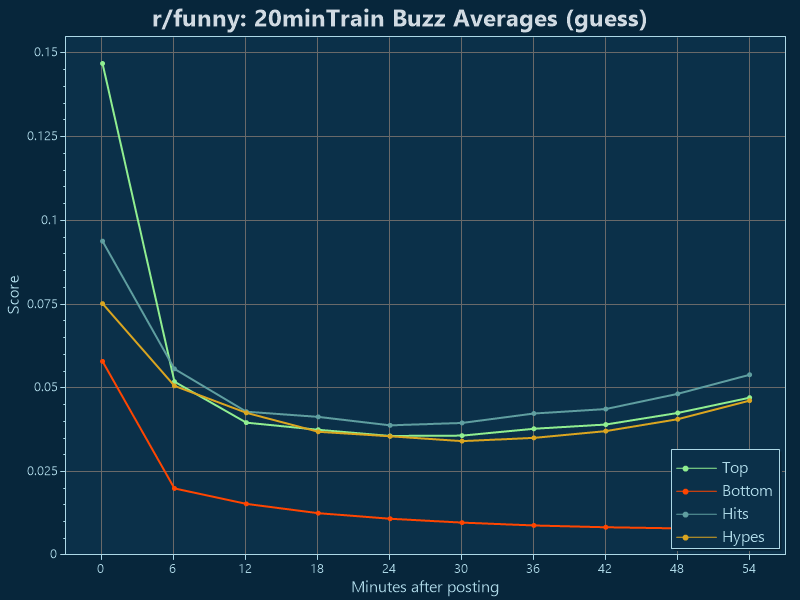 r/funny: 20minTrain Buzz Averages (guess)
0.15
0.125
0.1
0.075
0.05
0.025
0
Score
0 6 12 18 24 30 36 42 48 54
Minutes after posting
Top
Bottom
Hits
Hypes